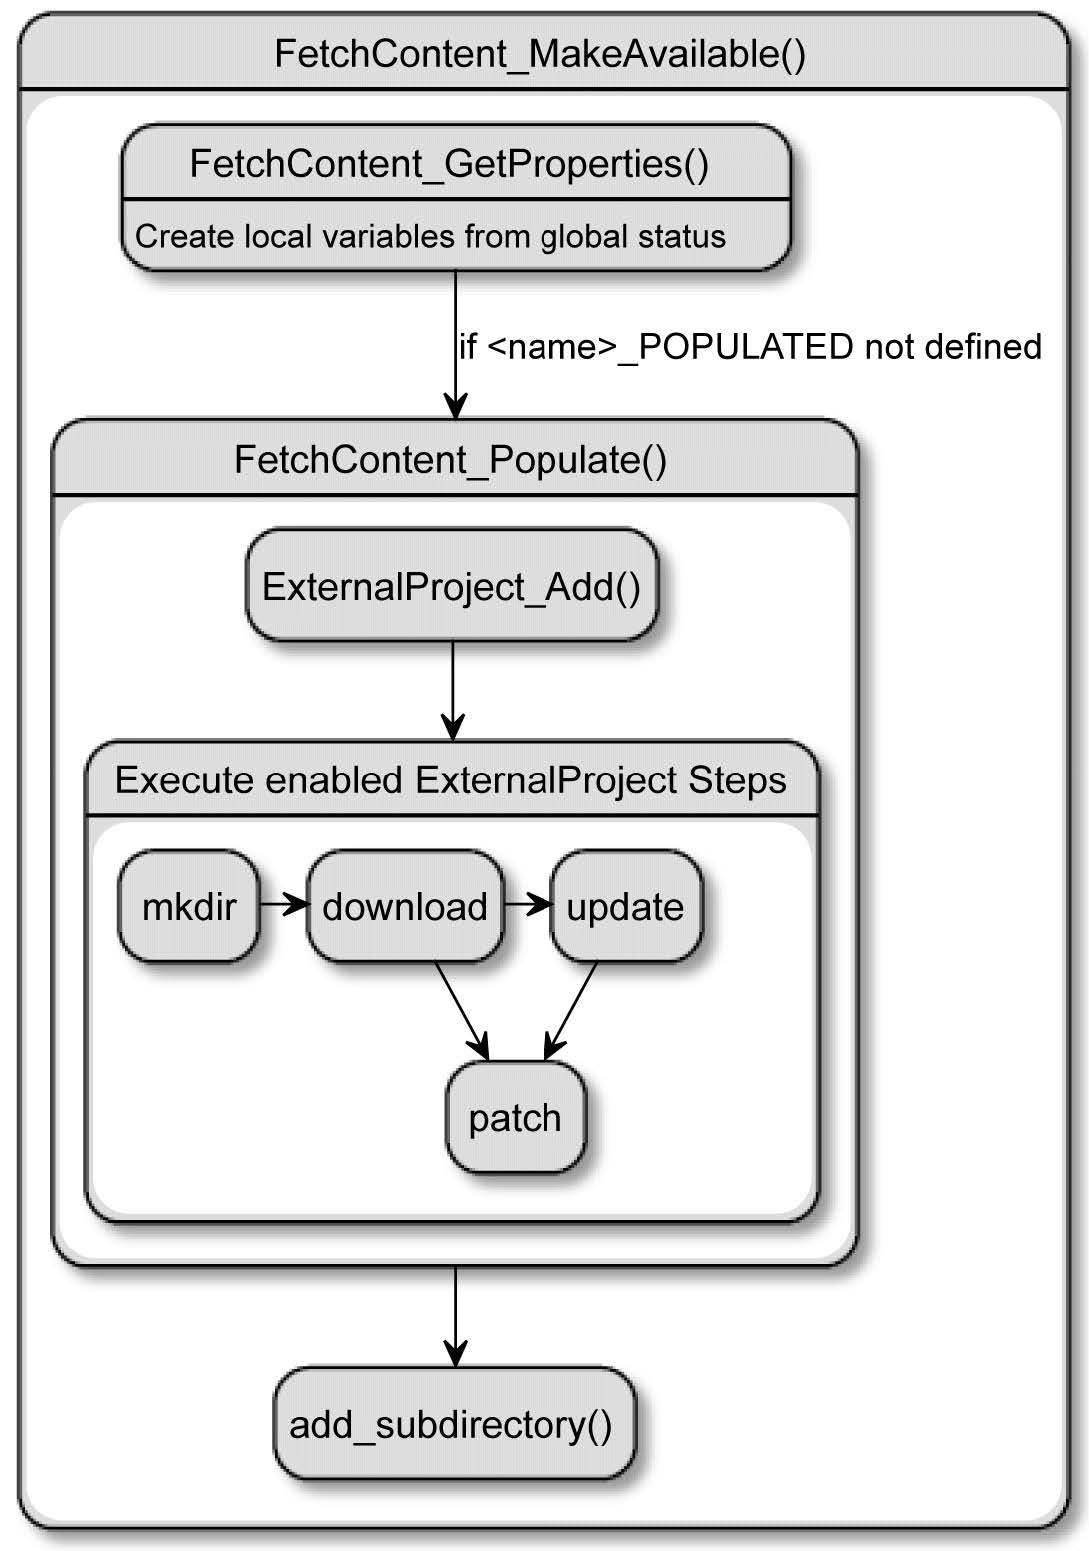 FetchContent_MakeAvailable()
FetchContent_GetProperties()
Create local variables from global status
if <name>_POPULATED not defined
FetchContent_Populate()
ExternalProject_Add()
Execute enabled ExternalProject Steps
mkdir
download
update
patch
add_subdirectory()